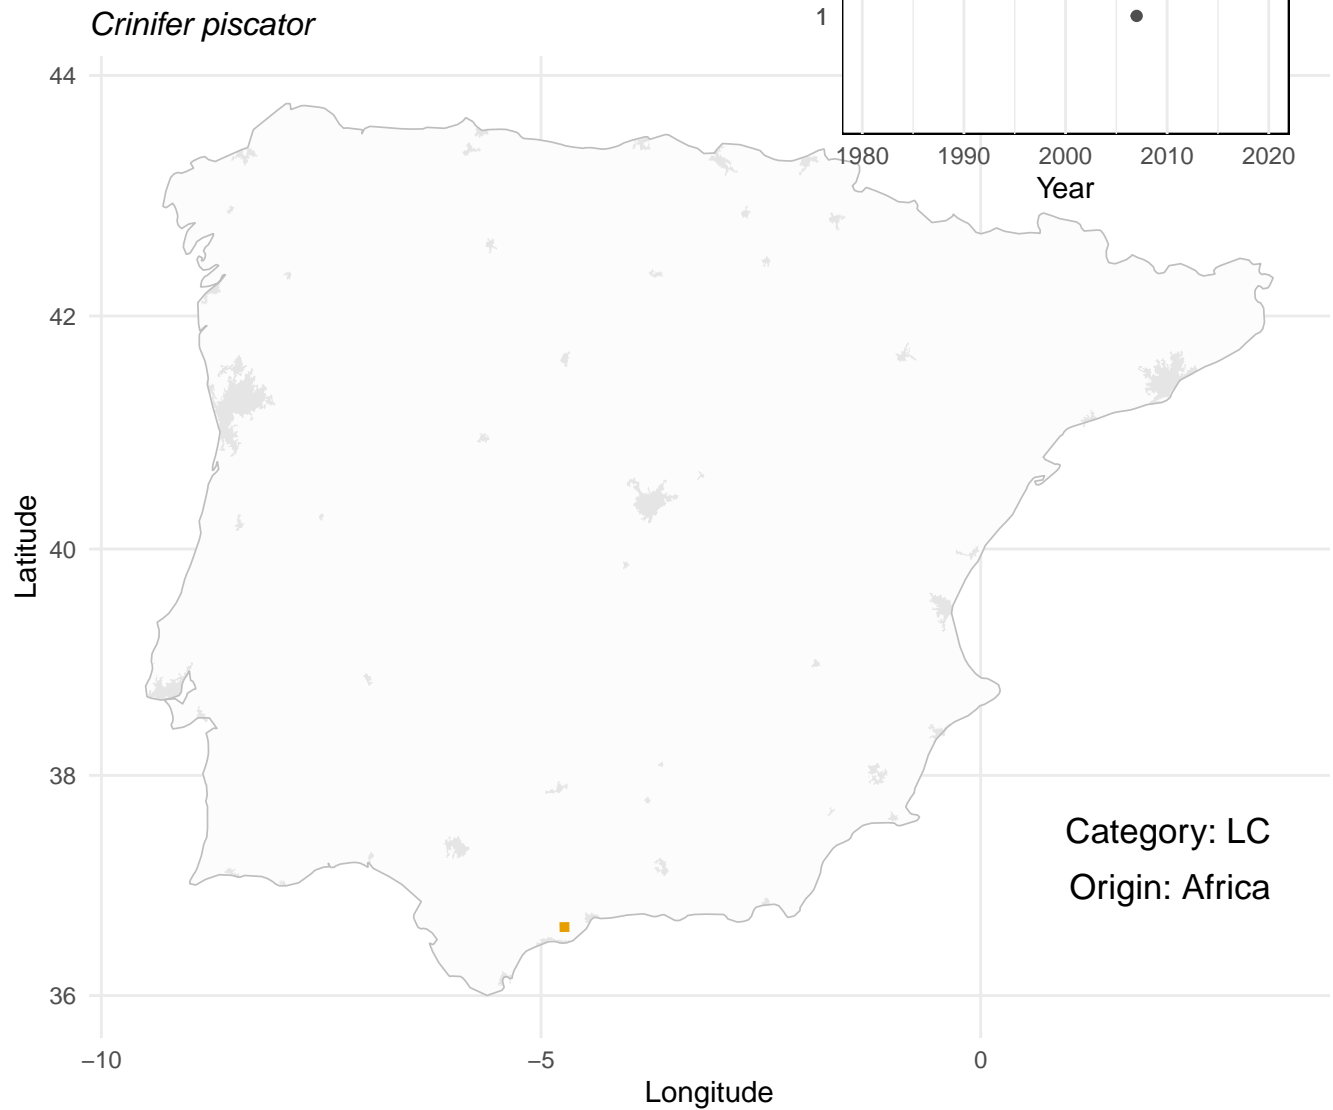 Crinifer piscator
1
1980 1990 2000 2010 2020
Year
44
42
40
38
36
Latitude
Category: LC
Origin: Africa
−10 −5 0
Longitude